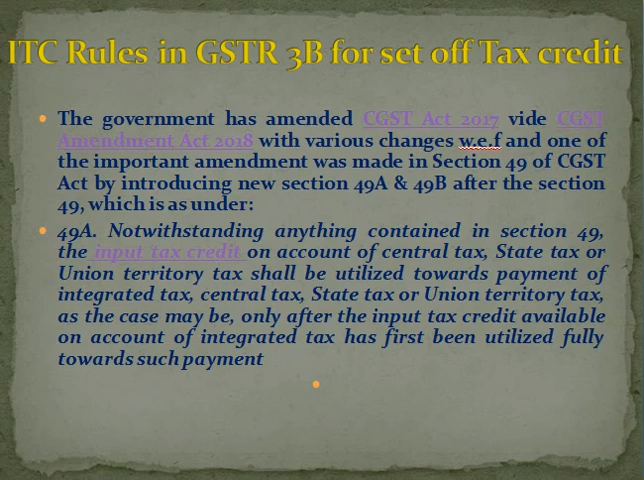 ITC Rules in GSTR 3B for set off Tax credit
The government has amended CGST Act 2017 vide CGST
Amendment Act 2018 with various changes w.e.f and one of
the important amendment was made in Section 49 of CGST
Act by introducing new section 49A & 49B after the section
49, which is as under:
49A. Notwithstanding anything contained in section 49,
the input tax credit on account of central tax, State tax or
Union territory tax shall be utilized towards payment of
integrated tax, central tax, State tax or Union territory tax,
as the case may be, only after the input tax credit available
on account of integrated tax has first been utilized fully
towards such payment